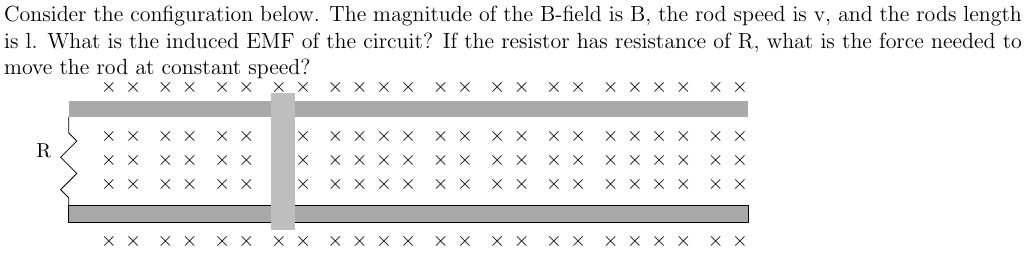 Consider the configuration below. The magnitude of the B-field is B, the rod speed is v, and the rods length
is l. What is the induced EMF of the circuit? If the resistor has resistance of R, what is the force needed to
move the rod at constant speed?
R